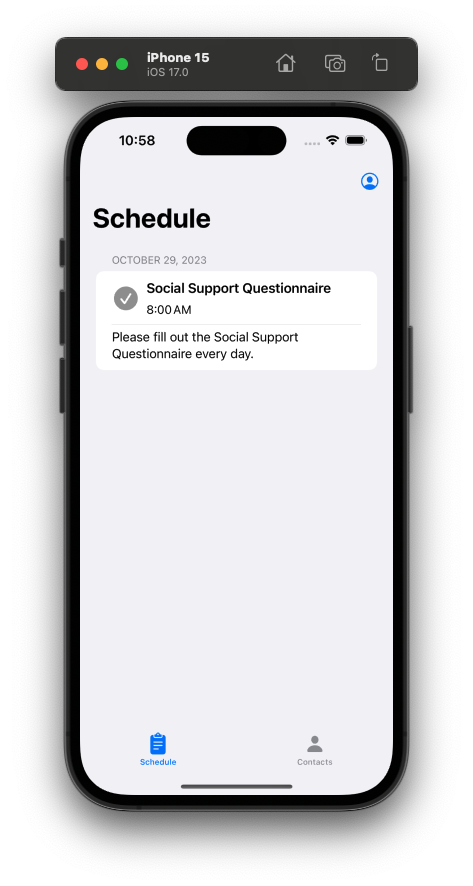 iPhone 15
iOS 17.0
10:58
Schedule
OCTOBER 29, 2023
Social Support Questionnaire
8:00 AM
Please fill out the Social Support
Questionnaire every day.
Schedule
Contacts